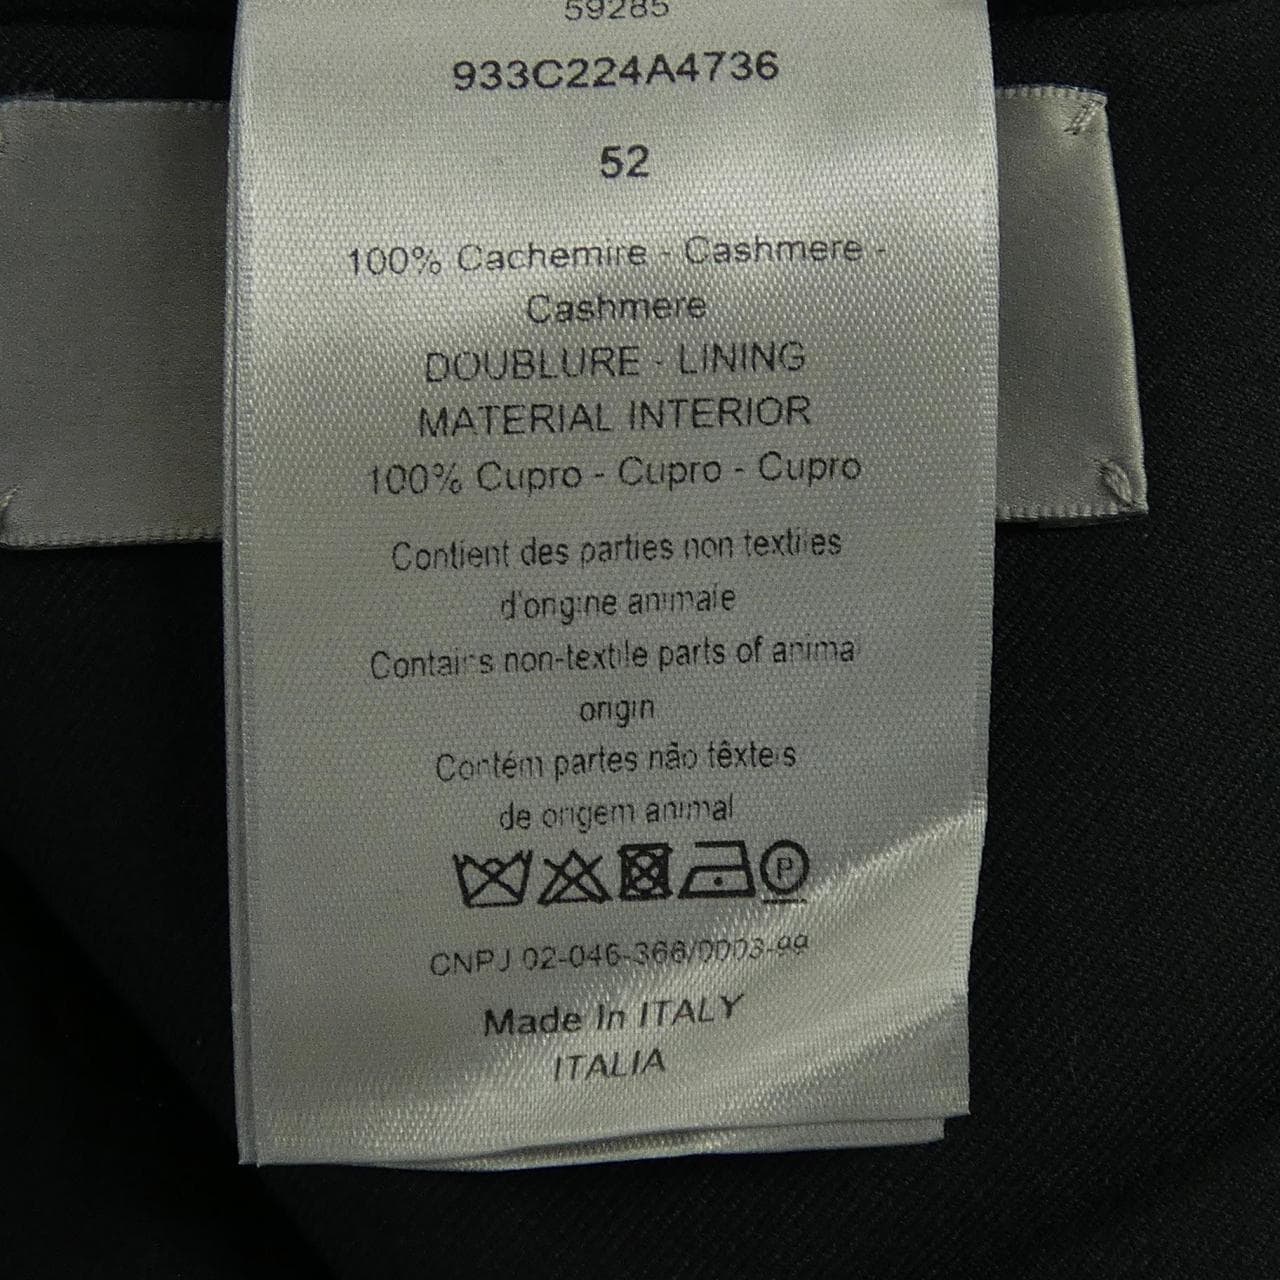 59285
933C224A4736
52
100% Cachemire - Cashmere -
Cashmere
DOUBLURE - LINING
MATERIAL INTERIOR
100% Cupro - Cupro - Cupro
Contient des parties non textiles
d'origine animale
Contains non-textile parts of animal
origin
Contém partes não têxteis
de origem animal
P
CNPJ 02-046-366/0003-99
Made In ITALY
ITALIA